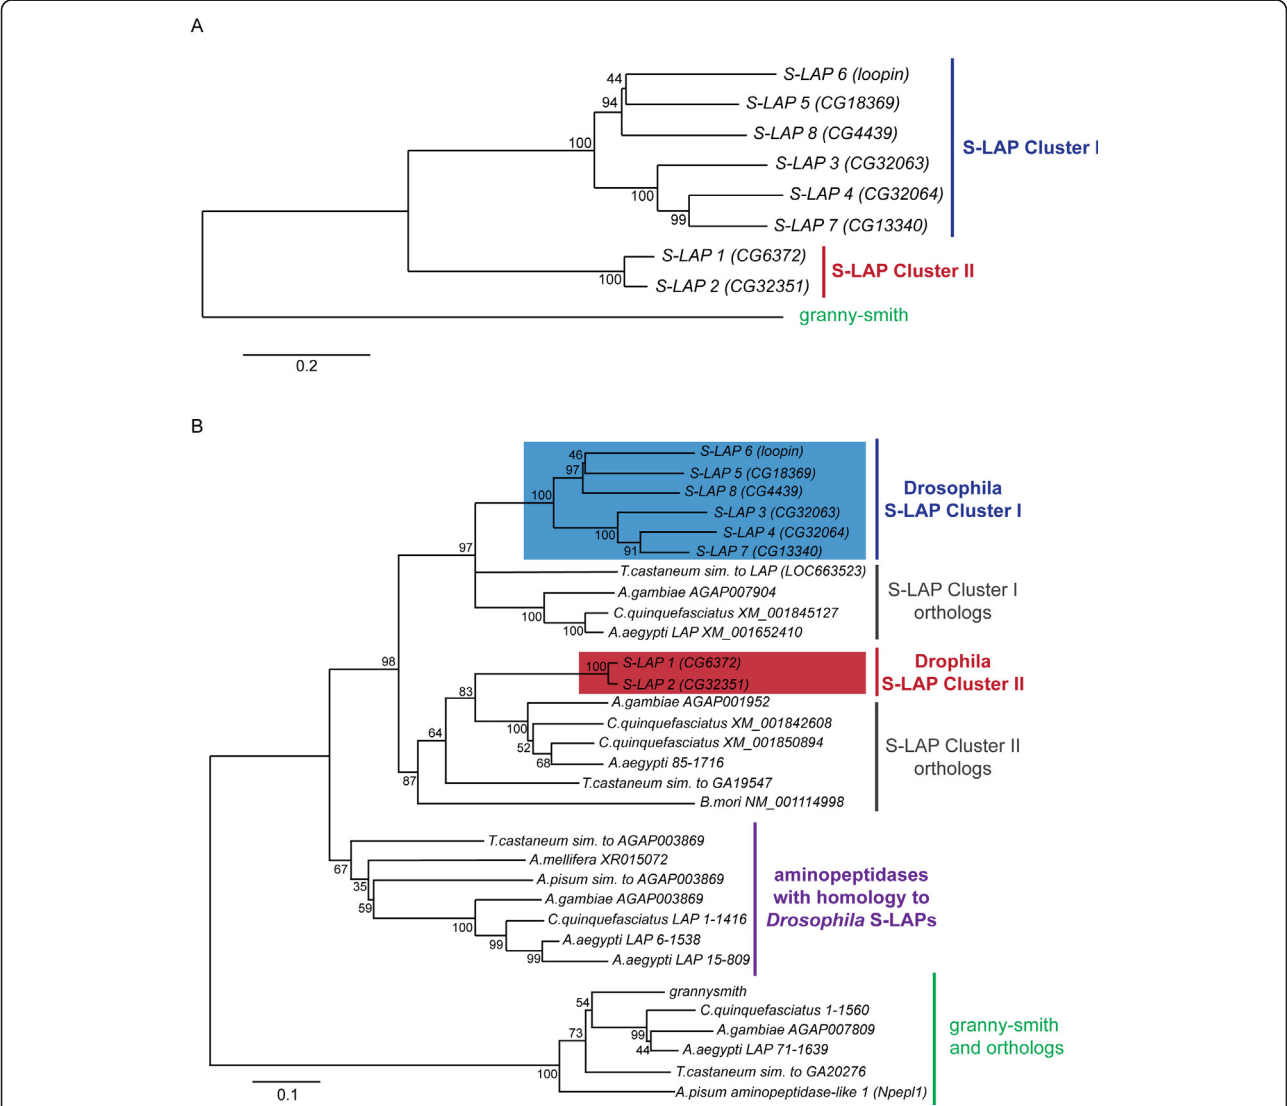 A
44
S-LAP 6 (loopin)
94
S-LAP 5 (CG18369)
100
S-LAP 8 (CG4439)
S-LAP Cluster I
S-LAP 3 (CG32063)
100
S-LAP 4 (CG32064)
99
S-LAP 7 (CG13340)
S-LAP 1 (CG6372)
100
S-LAP 2 (CG32351)
S-LAP Cluster II
granny-smith
0.2
B
46
S-LAP 6 (loopin)
97
S-LAP 5 (CG18369)
100
S-LAP 8 (CG4439)
Drosophila
S-LAP Cluster I
S-LAP 3 (CG32063)
100
S-LAP 4 (CG32064)
91
S-LAP 7 (CG13340)
97
T.castaneum sim. to LAP (LOC663523)
A.gambiae AGAP007904
100
C.quinquefasciatus XM_001845127
100
A.aegypti LAP XM_001652410
S-LAP Cluster I
orthologs
98
100
S-LAP 1 (CG6372)
S-LAP 2 (CG32351)
Drophila
S-LAP Cluster II
83
A.gambiae AGAP001952
100
C.quinquefasciatus XM_001842608
52
C.quinquefasciatus XM_001850894
68
A.aegypti 85-1716
64
T.castaneum sim. to GA19547
87
B.mori NM_001114998
S-LAP Cluster II
orthologs
T.castaneum sim. to AGAP003869
67
A.mellifera XR015072
35
A.pisum sim. to AGAP003869
59
A.gambiae AGAP003869
100
C.quinquefasciatus LAP 1-1416
99
A.aegypti LAP 6-1538
99
A.aegypti LAP 15-809
aminopeptidases
with homology to
Drosophila S-LAPs
grannysmith
54
C.quinquefasciatus 1-1560
99
A.gambiae AGAP007809
44
A.aegypti LAP 71-1639
73
T.castaneum sim. to GA20276
100
A.pisum aminopeptidase-like 1 (Npepl1)
granny-smith
and orthologs
0.1